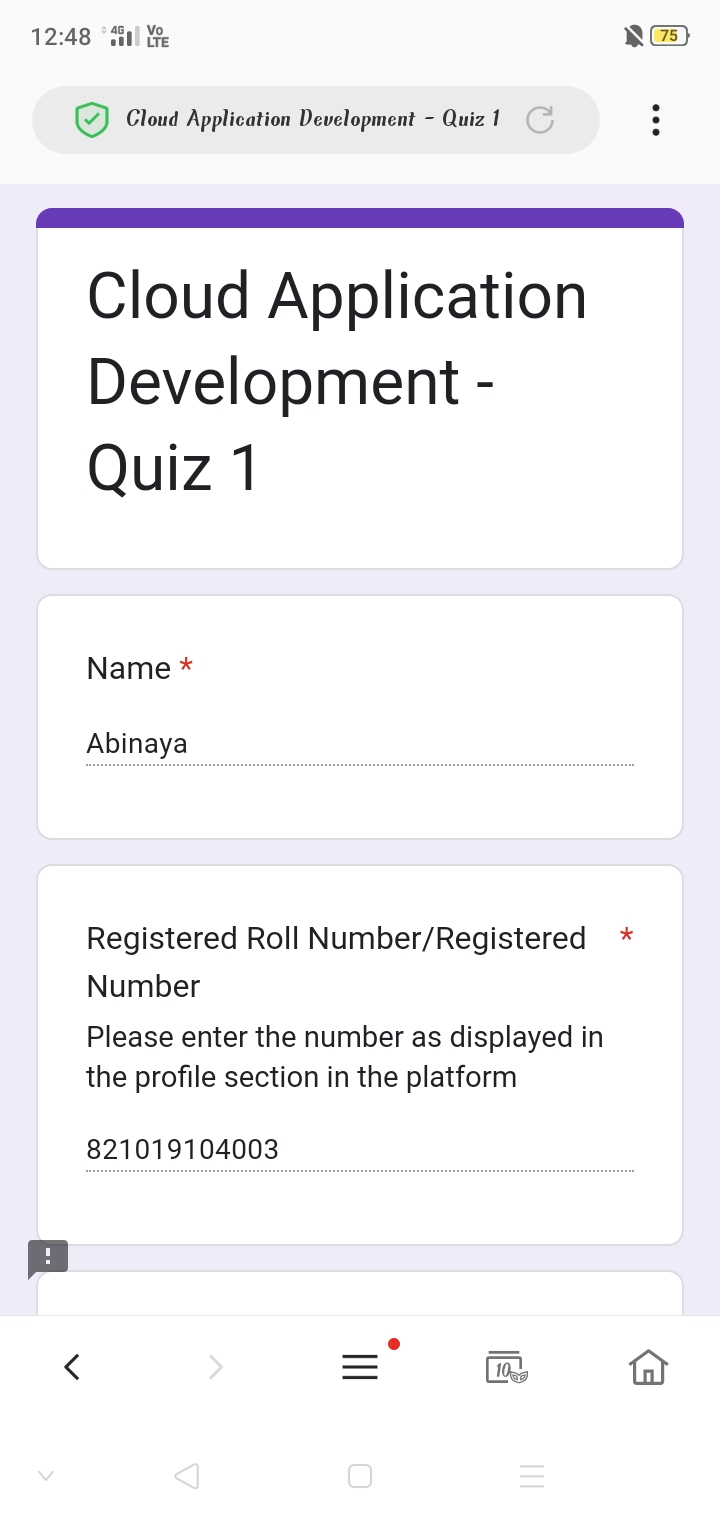 12:48 4G Vo LTE 75
Cloud Application Development - Quiz 1
Cloud Application
Development -
Quiz 1
Name *
Abinaya
Registered Roll Number/Registered *
Number
Please enter the number as displayed in
the profile section in the platform
821019104003
!
10